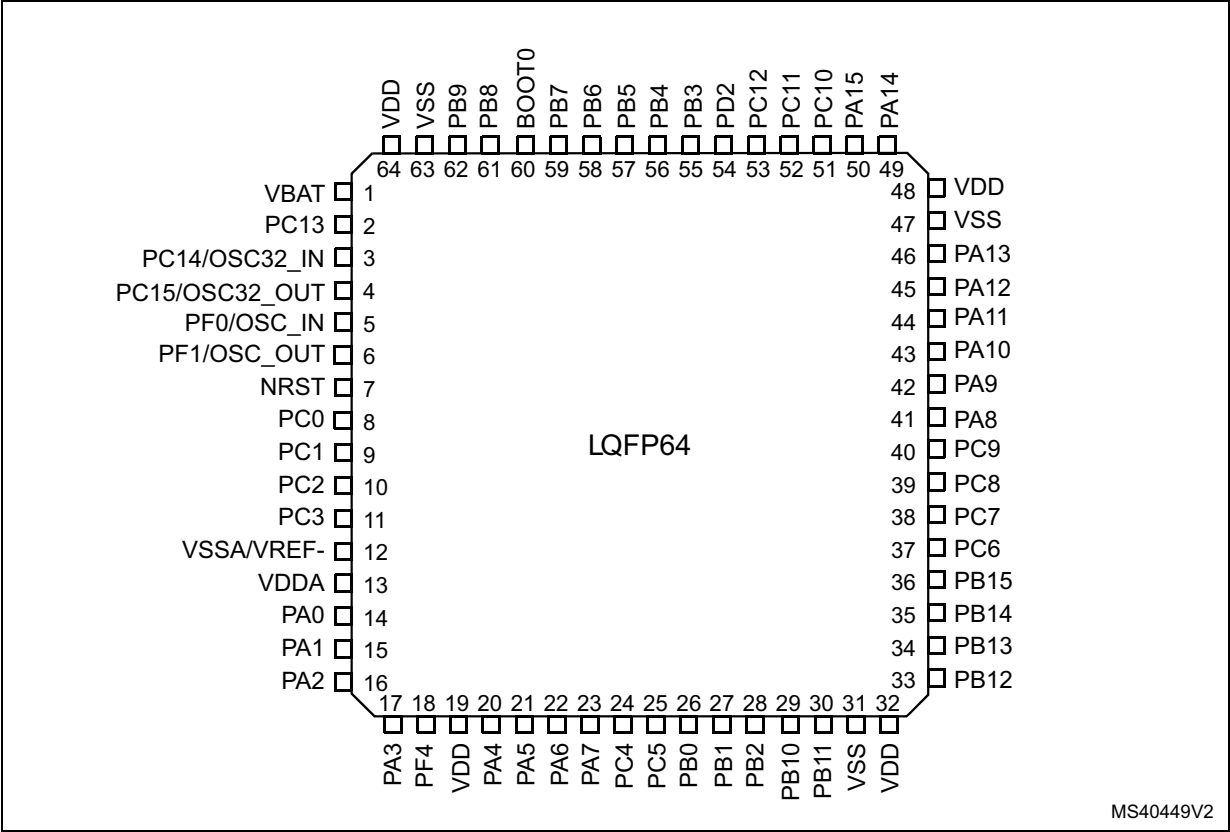 VDD
VSS
PB9
PB8
BOOT0
PB7
PB6
PB5
PB4
PB3
PD2
PC12
PC11
PC10
PA15
PA14
64 63 62 61 60 59 58 57 56 55 54 53 52 51 50 49
VBAT 1
PC13 2
PC14/OSC32_IN 3
PC15/OSC32_OUT 4
PF0/OSC_IN 5
PF1/OSC_OUT 6
NRST 7
PC0 8
PC1 9
PC2 10
PC3 11
VSSA/VREF- 12
VDDA 13
PA0 14
PA1 15
PA2 16
LQFP64
48 VDD
47 VSS
46 PA13
45 PA12
44 PA11
43 PA10
42 PA9
41 PA8
40 PC9
39 PC8
38 PC7
37 PC6
36 PB15
35 PB14
34 PB13
33 PB12
17 18 19 20 21 22 23 24 25 26 27 28 29 30 31 32
PA3
PF4
VDD
PA4
PA5
PA6
PA7
PC4
PC5
PB0
PB1
PB2
PB10
PB11
VSS
VDD
MS40449V2